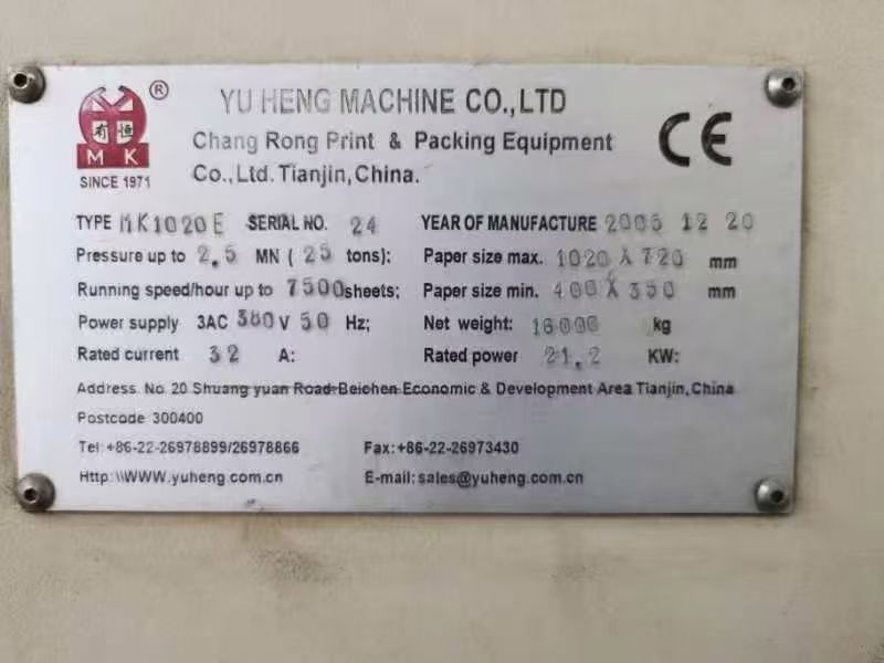 有恒
MK
®
SINCE 1971
YU HENG MACHINE CO.,LTD
Chang Rong Print & Packing Equipment
Co.,Ltd. Tianjin,China.
CE
TYPE MK1020E SERIAL NO. 24 YEAR OF MANUFACTURE 2005 12 20
Pressure up to 2.5 MN ( 25 tons); Paper size max. 1020 X 720 mm
Running speed/hour up to 7500sheets; Paper size min. 400 X 350 mm
Power supply 3AC 380V 50 Hz; Net weight: 16000 kg
Rated current 32 A: Rated power 21.2 KW:
Address. No. 20 Shuang yuan Road.Beichen Economic & Development Area Tianjin,China
Postcode 300400
Tel: +86-22-26978899/26978866 Fax:+86-22-26973430
Http:\\WWW.yuheng.com.cn E-mail: sales@yuheng.com.cn